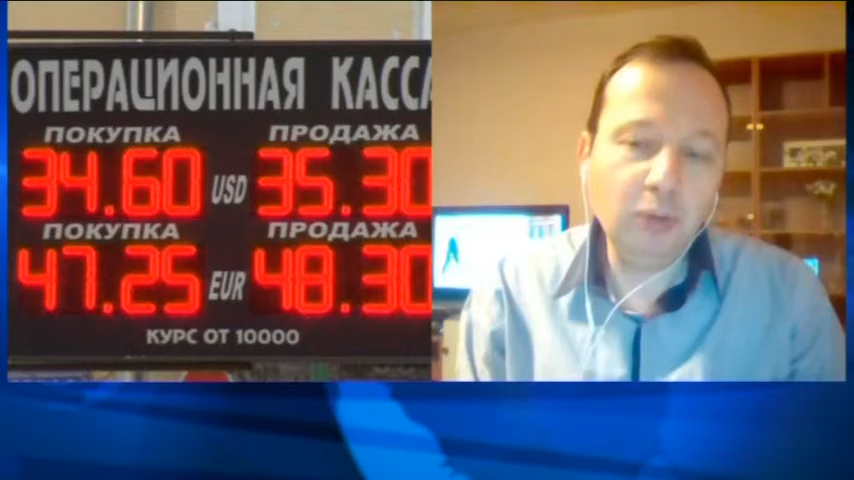 ОПЕРАЦИОННАЯ КАССА
ПОКУПКА ПРОДАЖА
34.60 USD 35.30
ПОКУПКА ПРОДАЖА
47.25 EUR 48.30
КУРС ОТ 10000